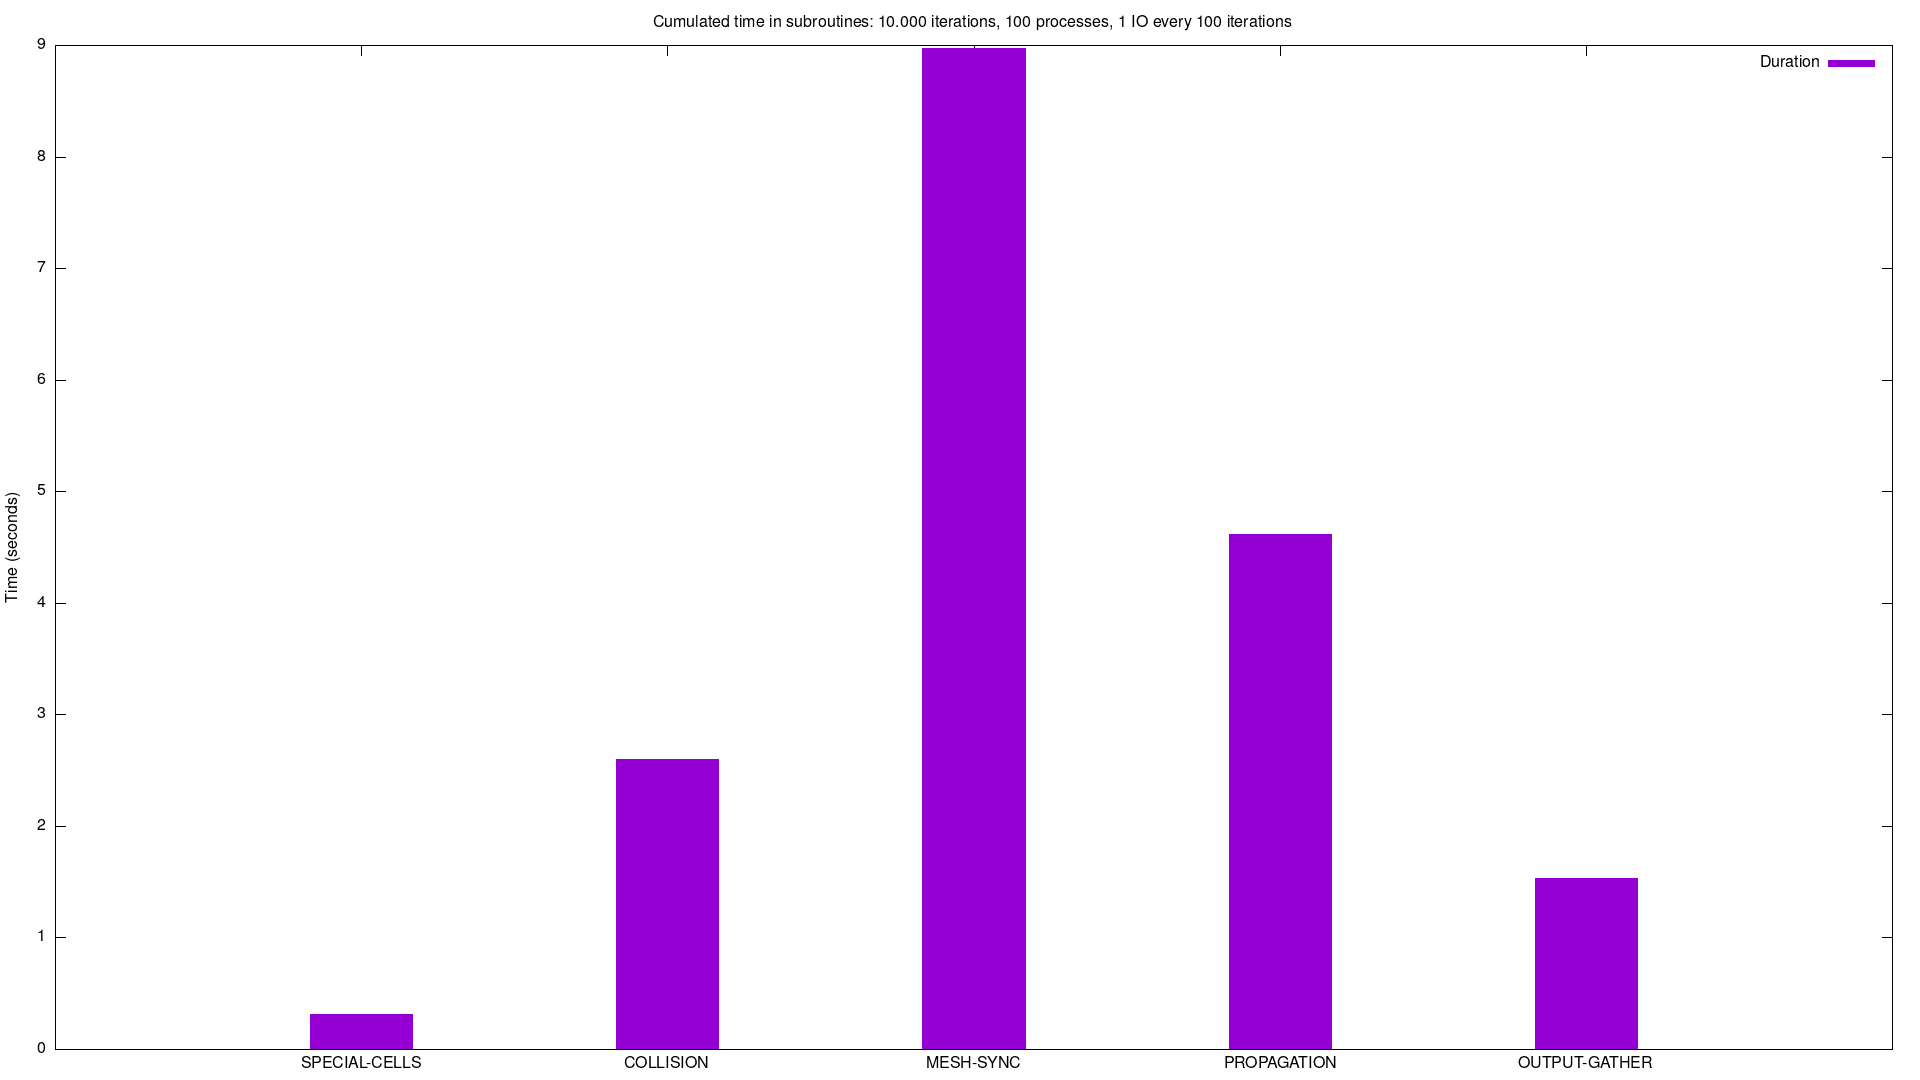 Cumulated time in subroutines: 10.000 iterations, 100 processes, 1 IO every 100 iterations
Duration
9
8
7
6
5
4
3
2
1
0
Time (seconds)
SPECIAL-CELLS
COLLISION
MESH-SYNC
PROPAGATION
OUTPUT-GATHER